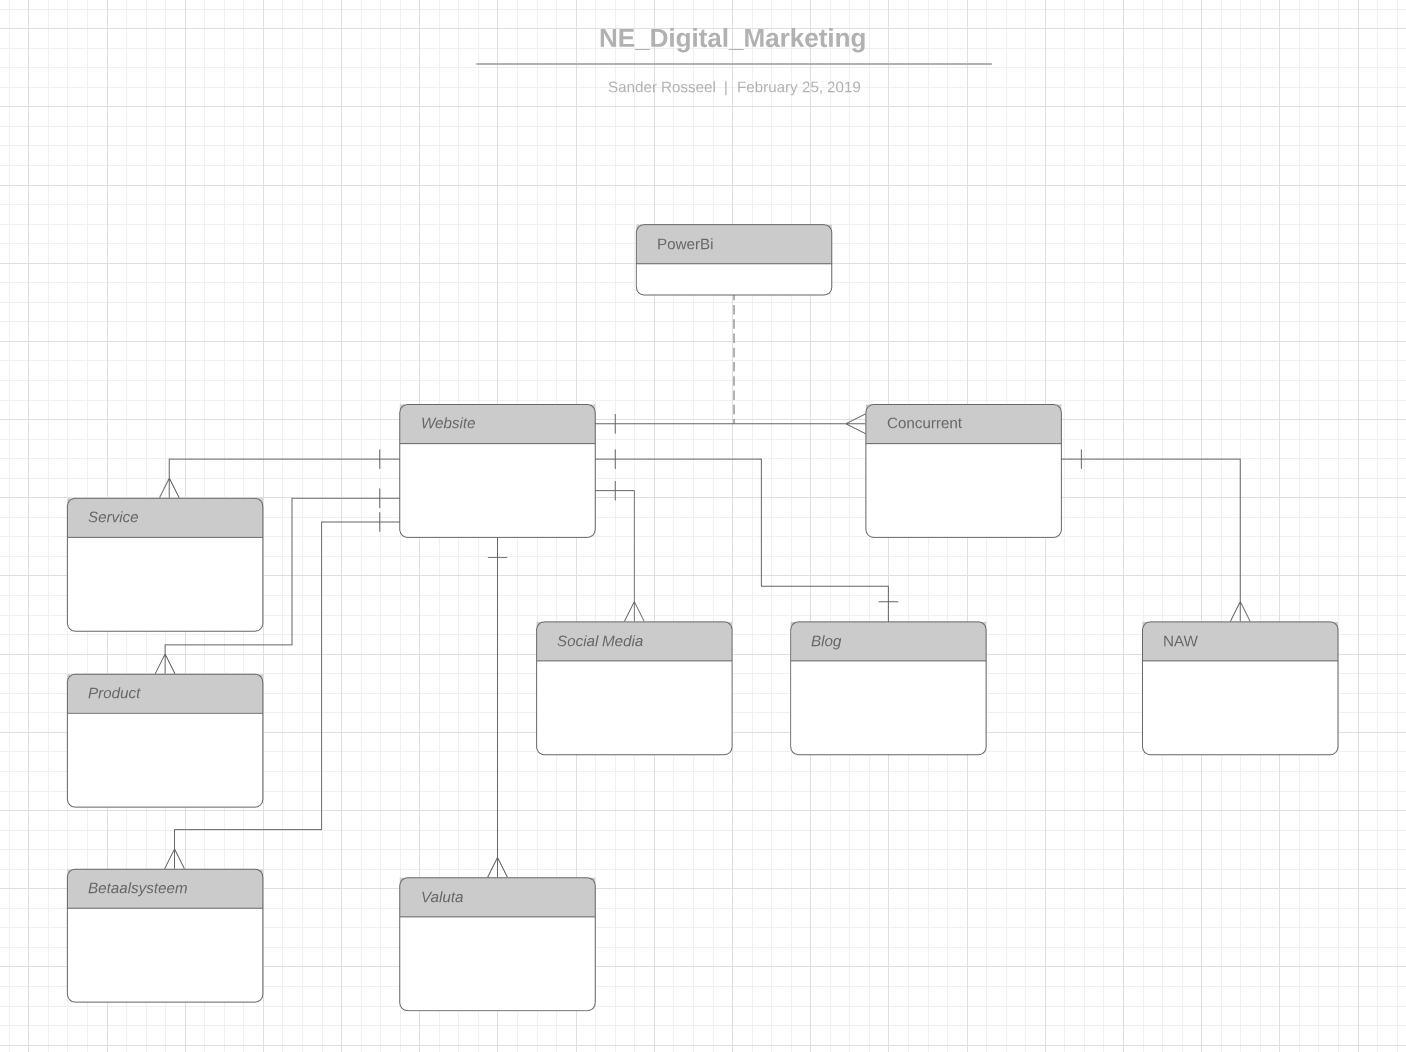 NE_Digital_Marketing
Sander Rosseel | February 25, 2019
PowerBi
Website
Concurrent
Service
Social Media
Blog
NAW
Product
Betaalsysteem
Valuta